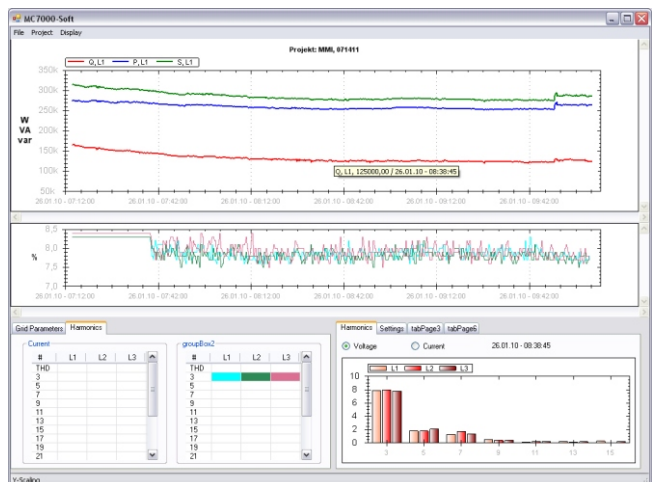 MC7000-Soft
File Project Display
Projekt: MMI, 071411
Q, L1 P, L1 S, L1
350k
300k
250k
200k
150k
100k
50k
W
VA
var
Q, L1, 125000,00 / 26.01.10 - 08:38:45
26.01.10 - 07:12:00 26.01.10 - 07:42:00 26.01.10 - 08:12:00 26.01.10 - 08:42:00 26.01.10 - 09:12:00 26.01.10 - 09:42:00
8,5
8,0
%
7,5
7,0
26.01.10 - 07:12:00 26.01.10 - 07:42:00 26.01.10 - 08:12:00 26.01.10 - 08:42:00 26.01.10 - 09:12:00 26.01.10 - 09:42:00
Grid Parameters Harmonics
Current
# L1 L2 L3
THD
3
5
7
9
11
13
15
17
19
21
groupBox2
# L1 L2 L3
THD
3
5
7
9
11
13
15
17
19
21
Harmonics Settings tabPage3 tabPage6
Voltage Current 26.01.10 - 08:38:45
L1 L2 L3
10
8
6
4
2
0
3 5 7 9 11 13 15
Y-Scaling